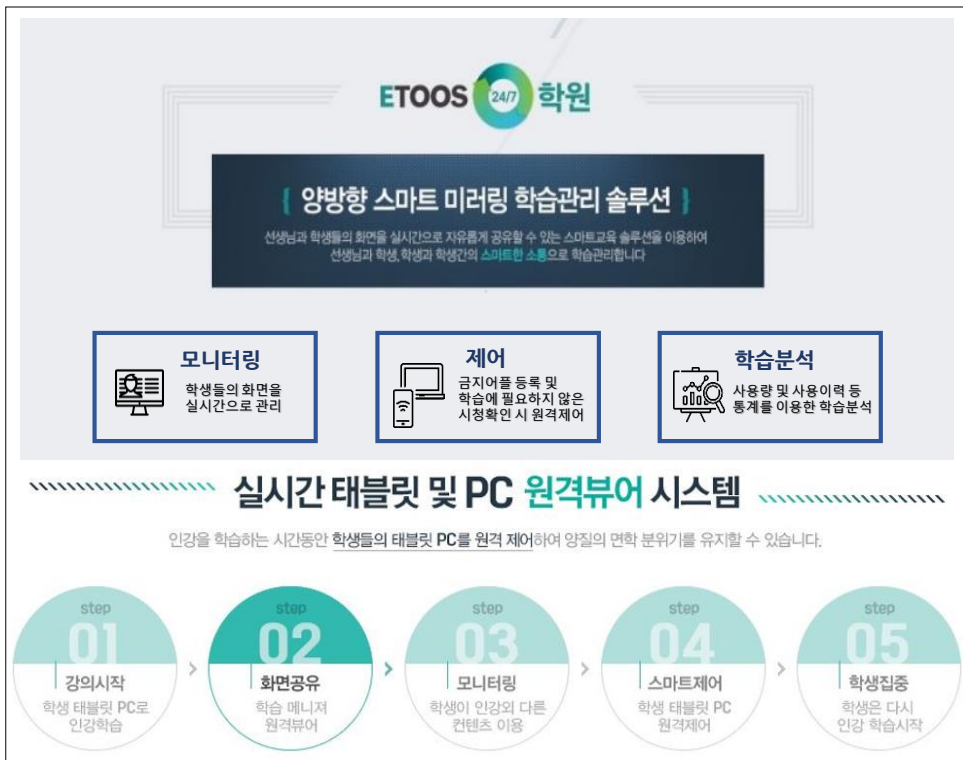 ETOOS 24/7 학원
{ 양방향 스마트 미러링 학습관리 솔루션 }
선생님과 학생들의 화면을 실시간으로 자유롭게 공유할 수 있는 스마트교육 솔루션을 이용하여
선생님과 학생,학생과 학생간의 스마트한 소통으로 학습관리합니다
모니터링
학생들의 화면을
실시간으로 관리
제어
금지어플 등록 및
학습에 필요하지 않은
시청확인 시 원격제어
학습분석
사용량 및 사용이력 등
통계를 이용한 학습분석
실시간 태블릿 및 PC 원격뷰어 시스템
인강을 학습하는 시간동안 학생들의 태블릿 PC를 원격 제어하여 양질의 면학 분위기를 유지할 수 있습니다.
step
01
강의시작
학생 태블릿 PC로
인강학습
step
02
화면공유
학습 메니져
원격뷰어
step
03
모니터링
학생이 인강외 다른
컨텐츠 이용
step
04
스마트제어
학생 태블릿 PC
원격제어
step
05
학생집중
학생은 다시
인강 학습시작